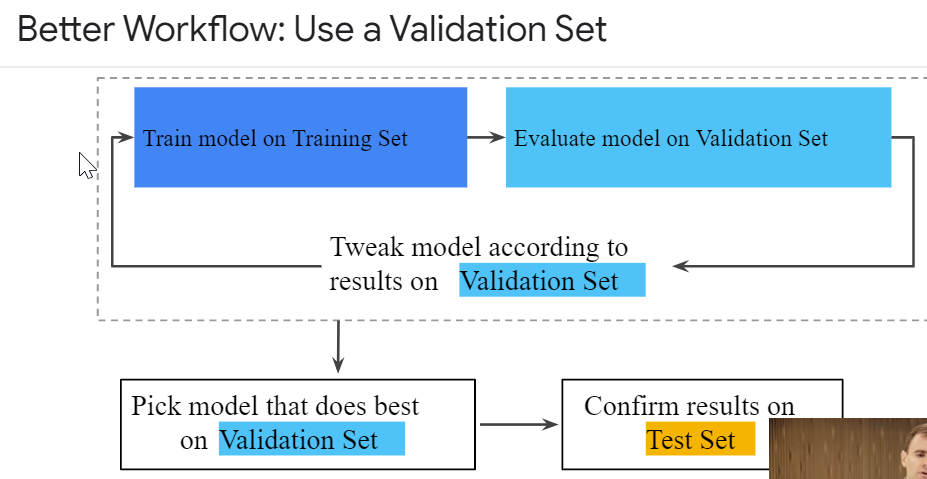 Better Workflow: Use a Validation Set
Train model on Training Set
Evaluate model on Validation Set
Tweak model according to
results on Validation Set
Pick model that does best
on Validation Set
Confirm results on
Test Set